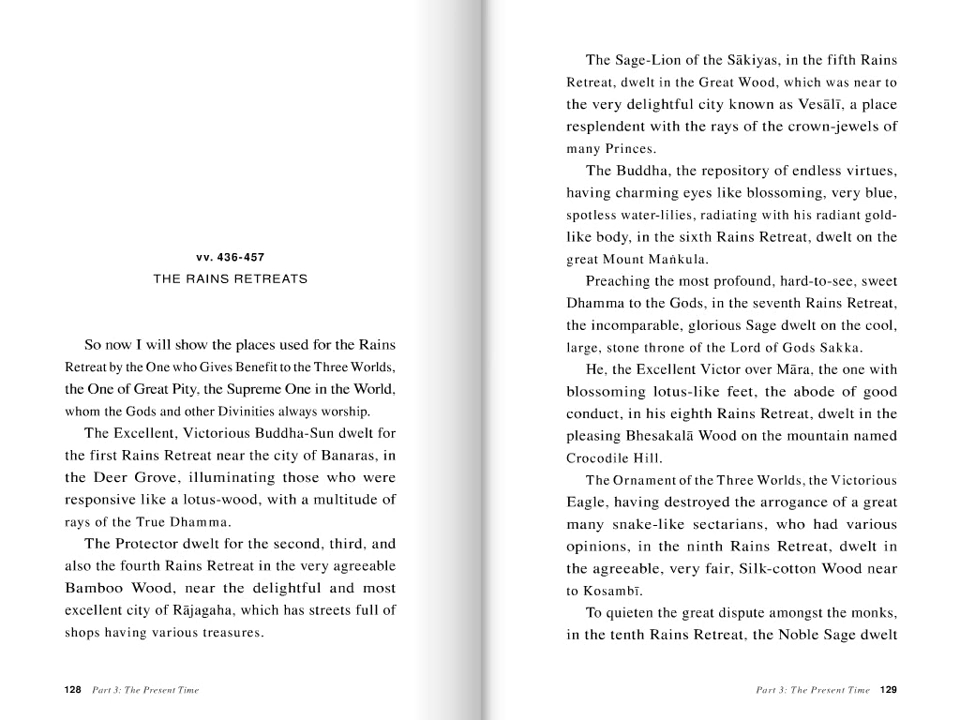 vv. 436-457
THE RAINS RETREATS
So now I will show the places used for the Rains
Retreat by the One who Gives Benefit to the Three Worlds,
the One of Great Pity, the Supreme One in the World,
whom the Gods and other Divinities always worship.
The Excellent, Victorious Buddha-Sun dwelt for
the first Rains Retreat near the city of Banaras, in
the Deer Grove, illuminating those who were
responsive like a lotus-wood, with a multitude of
rays of the True Dhamma.
The Protector dwelt for the second, third, and
also the fourth Rains Retreat in the very agreeable
Bamboo Wood, near the delightful and most
excellent city of Rājagaha, which has streets full of
shops having various treasures.
128 Part 3: The Present Time
The Sage-Lion of the Sākiyas, in the fifth Rains
Retreat, dwelt in the Great Wood, which was near to
the very delightful city known as Vesālī, a place
resplendent with the rays of the crown-jewels of
many Princes.
The Buddha, the repository of endless virtues,
having charming eyes like blossoming, very blue,
spotless water-lilies, radiating with his radiant gold-
like body, in the sixth Rains Retreat, dwelt on the
great Mount Maṅkula.
Preaching the most profound, hard-to-see, sweet
Dhamma to the Gods, in the seventh Rains Retreat,
the incomparable, glorious Sage dwelt on the cool,
large, stone throne of the Lord of Gods Sakka.
He, the Excellent Victor over Māra, the one with
blossoming lotus-like feet, the abode of good
conduct, in his eighth Rains Retreat, dwelt in the
pleasing Bhesakalā Wood on the mountain named
Crocodile Hill.
The Ornament of the Three Worlds, the Victorious
Eagle, having destroyed the arrogance of a great
many snake-like sectarians, who had various
opinions, in the ninth Rains Retreat, dwelt in
the agreeable, very fair, Silk-cotton Wood near
to Kosambī.
To quieten the great dispute amongst the monks,
in the tenth Rains Retreat, the Noble Sage dwelt
Part 3: The Present Time 129